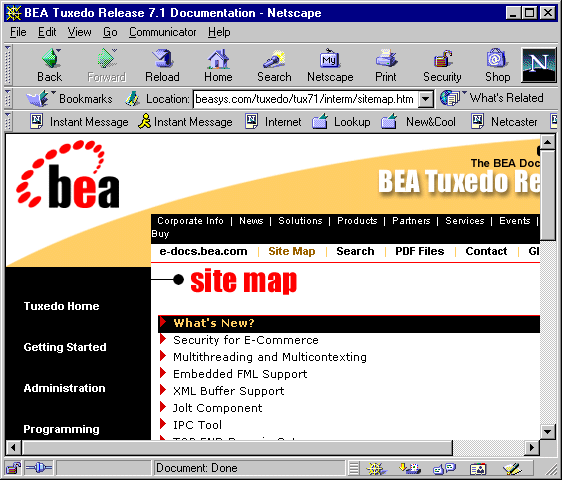 BEA Tuxedo Release 7.1 Documentation - Netscape
File Edit View Go Communicator Help
Back Forward Reload Home Search Netscape Print Security Shop N
Bookmarks Location: beasys.com/tuxedo/tux71/interm/sitemap.htm What's Related
Instant Message Instant Message Internet Lookup New&Cool Netcaster
bea
The BEA Doc
BEA Tuxedo Re
Corporate Info | News | Solutions | Products | Partners | Services | Events |
Buy
e-docs.bea.com | Site Map | Search | PDF Files | Contact | Gl
site map
Tuxedo Home
Getting Started
Administration
Programming
What's New?
Security for E-Commerce
Multithreading and Multicontexting
Embedded FML Support
XML Buffer Support
Jolt Component
IPC Tool
Document: Done